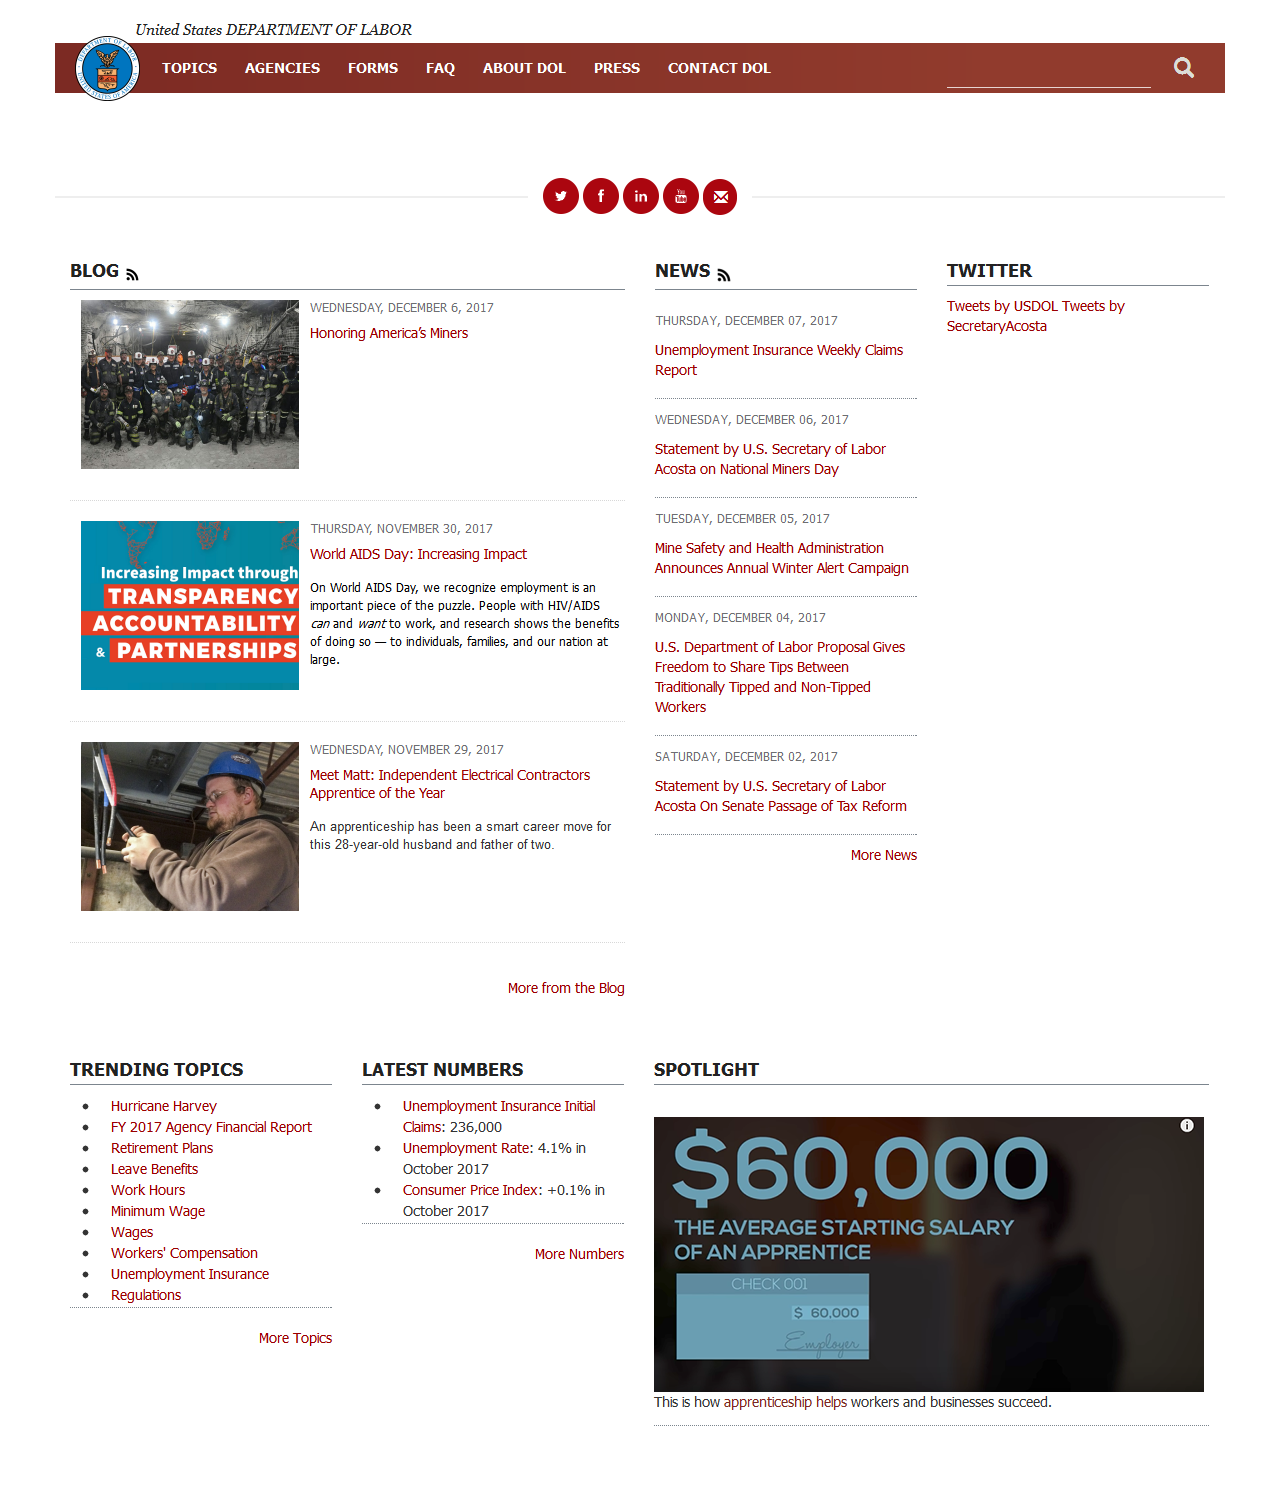 United States DEPARTMENT OF LABOR
TOPICS AGENCIES FORMS FAQ ABOUT DOL PRESS CONTACT DOL
BLOG
WEDNESDAY, DECEMBER 6, 2017
Honoring America’s Miners
THURSDAY, NOVEMBER 30, 2017
World AIDS Day: Increasing Impact
On World AIDS Day, we recognize employment is an
important piece of the puzzle. People with HIV/AIDS
can and want to work, and research shows the benefits
of doing so — to individuals, families, and our nation at
large.
Increasing Impact through
TRANSPARENCY
ACCOUNTABILITY
& PARTNERSHIPS
WEDNESDAY, NOVEMBER 29, 2017
Meet Matt: Independent Electrical Contractors
Apprentice of the Year
An apprenticeship has been a smart career move for
this 28-year-old husband and father of two.
More from the Blog
NEWS
THURSDAY, DECEMBER 07, 2017
Unemployment Insurance Weekly Claims
Report
WEDNESDAY, DECEMBER 06, 2017
Statement by U.S. Secretary of Labor
Acosta on National Miners Day
TUESDAY, DECEMBER 05, 2017
Mine Safety and Health Administration
Announces Annual Winter Alert Campaign
MONDAY, DECEMBER 04, 2017
U.S. Department of Labor Proposal Gives
Freedom to Share Tips Between
Traditionally Tipped and Non-Tipped
Workers
SATURDAY, DECEMBER 02, 2017
Statement by U.S. Secretary of Labor
Acosta On Senate Passage of Tax Reform
More News
TWITTER
Tweets by USDOL Tweets by
SecretaryAcosta
TRENDING TOPICS
Hurricane Harvey
FY 2017 Agency Financial Report
Retirement Plans
Leave Benefits
Work Hours
Minimum Wage
Wages
Workers' Compensation
Unemployment Insurance
Regulations
More Topics
LATEST NUMBERS
Unemployment Insurance Initial
Claims: 236,000
Unemployment Rate: 4.1% in
October 2017
Consumer Price Index: +0.1% in
October 2017
More Numbers
SPOTLIGHT
$60,000
THE AVERAGE STARTING SALARY
OF AN APPRENTICE
CHECK 001
$ 60,000
Employer
This is how apprenticeship helps workers and businesses succeed.